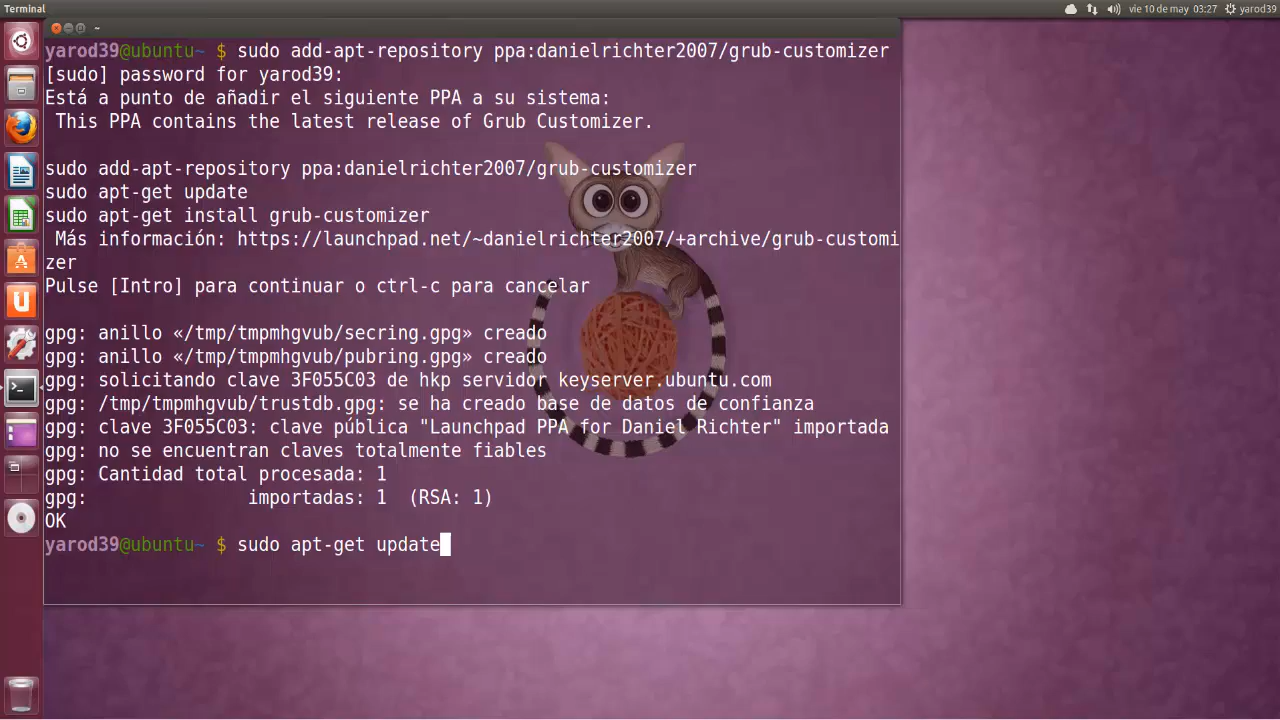 Terminal
vie 10 de may 03:27 yarod39
~
yarod39@ubuntu~ $ sudo add-apt-repository ppa:danielrichter2007/grub-customizer
[sudo] password for yarod39:
Está a punto de añadir el siguiente PPA a su sistema:
This PPA contains the latest release of Grub Customizer.
sudo add-apt-repository ppa:danielrichter2007/grub-customizer
sudo apt-get update
sudo apt-get install grub-customizer
Más información: https://launchpad.net/~danielrichter2007/+archive/grub-customi
zer
Pulse [Intro] para continuar o ctrl-c para cancelar
gpg: anillo «/tmp/tmpmhgvub/secring.gpg» creado
gpg: anillo «/tmp/tmpmhgvub/pubring.gpg» creado
gpg: solicitando clave 3F055C03 de hkp servidor keyserver.ubuntu.com
gpg: /tmp/tmpmhgvub/trustdb.gpg: se ha creado base de datos de confianza
gpg: clave 3F055C03: clave pública "Launchpad PPA for Daniel Richter" importada
gpg: no se encuentran claves totalmente fiables
gpg: Cantidad total procesada: 1
gpg:               importadas: 1  (RSA: 1)
OK
yarod39@ubuntu~ $ sudo apt-get update